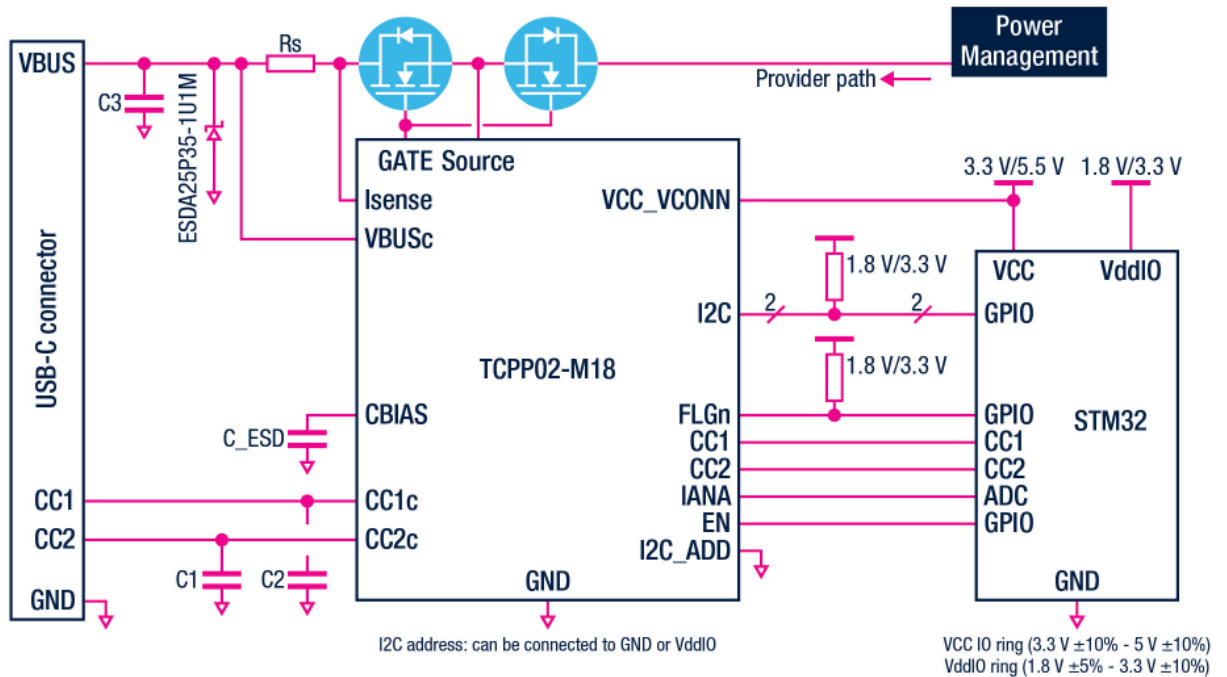 Power
Management
VBUS
Rs
Provider path
C3
ESDA25P35-1U1M
GATE Source
Isense
VBUSc
VCC_VCONN
3.3 V/5.5 V
1.8 V/3.3 V
VCC
VddIO
1.8 V/3.3 V
I2C
2
2
GPIO
USB-C connector
TCPP02-M18
1.8 V/3.3 V
CBIAS
C_ESD
FLGn
GPIO
STM32
CC1
CC1
CC2
CC2
IANA
ADC
EN
GPIO
I2C_ADD
CC1
CC1c
CC2
CC2c
C1
C2
GND
GND
GND
I2C address: can be connected to GND or VddIO
VCC IO ring (3.3 V ±10% - 5 V ±10%)
VddIO ring (1.8 V ±5% - 3.3 V ±10%)